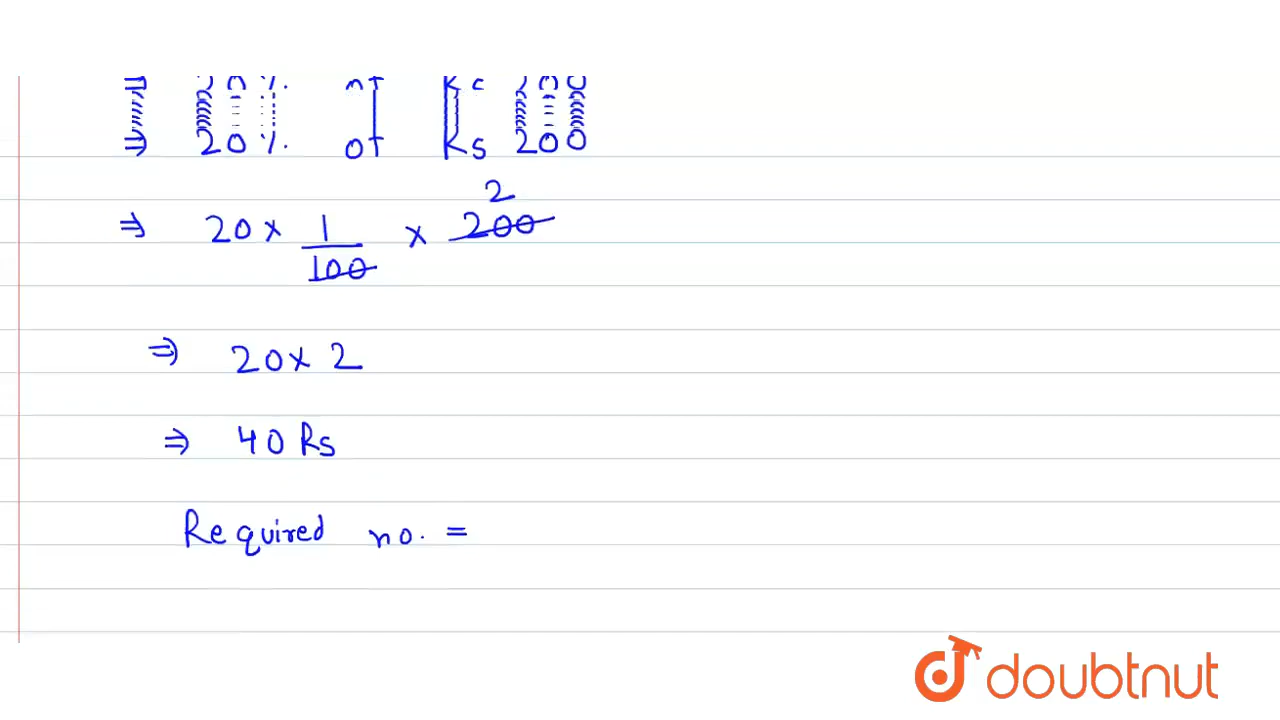 ⇒ 20 %. of Rs 200
⇒ 20 × 1/100 × 200 2
⇒ 20 × 2
⇒ 40 Rs
Required no. =
doubtnut